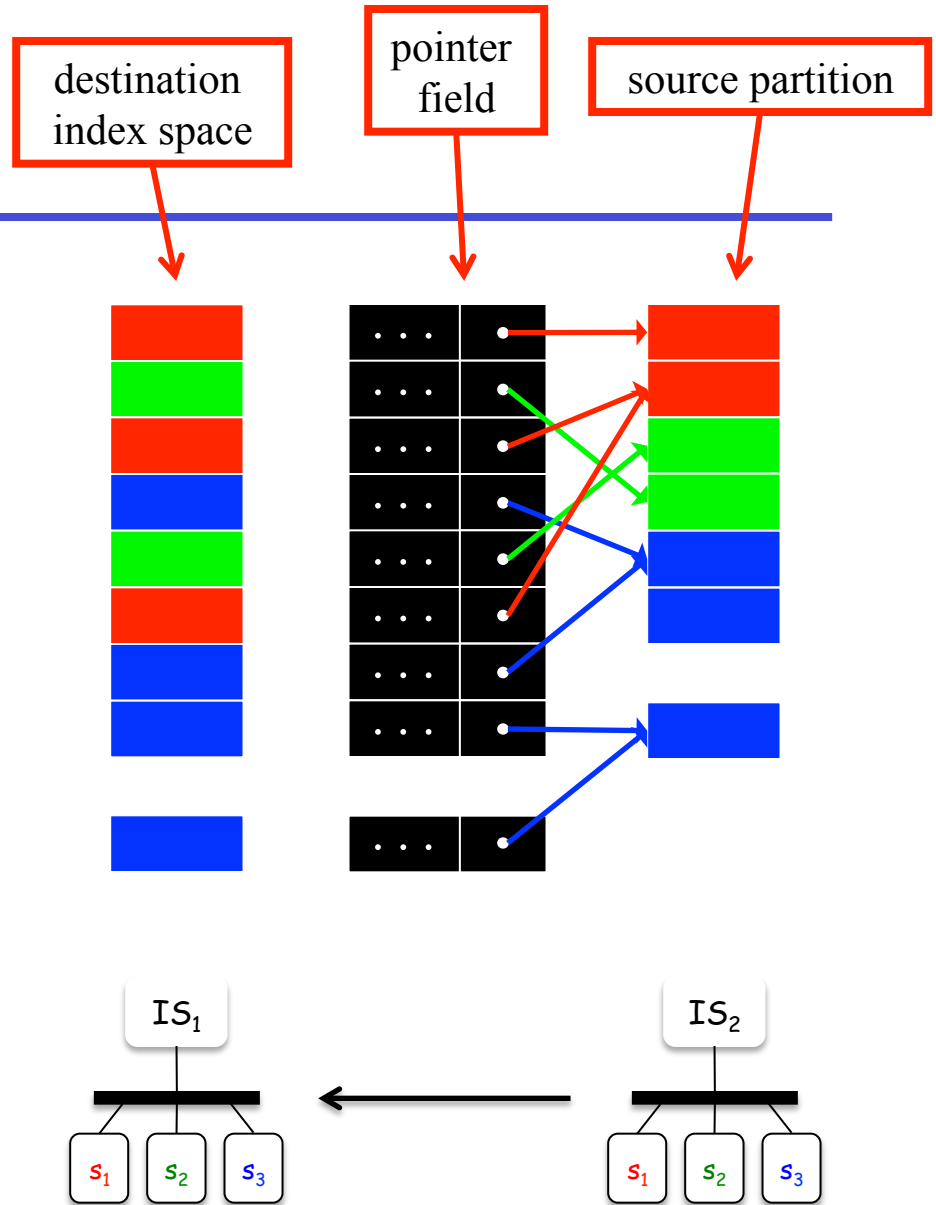 destination
index space
pointer
field
source partition
. . .
. . .
. . .
. . .
. . .
. . .
. . .
. . .
. . .
IS₁
IS₂
s₁ s₂ s₃
s₁ s₂ s₃